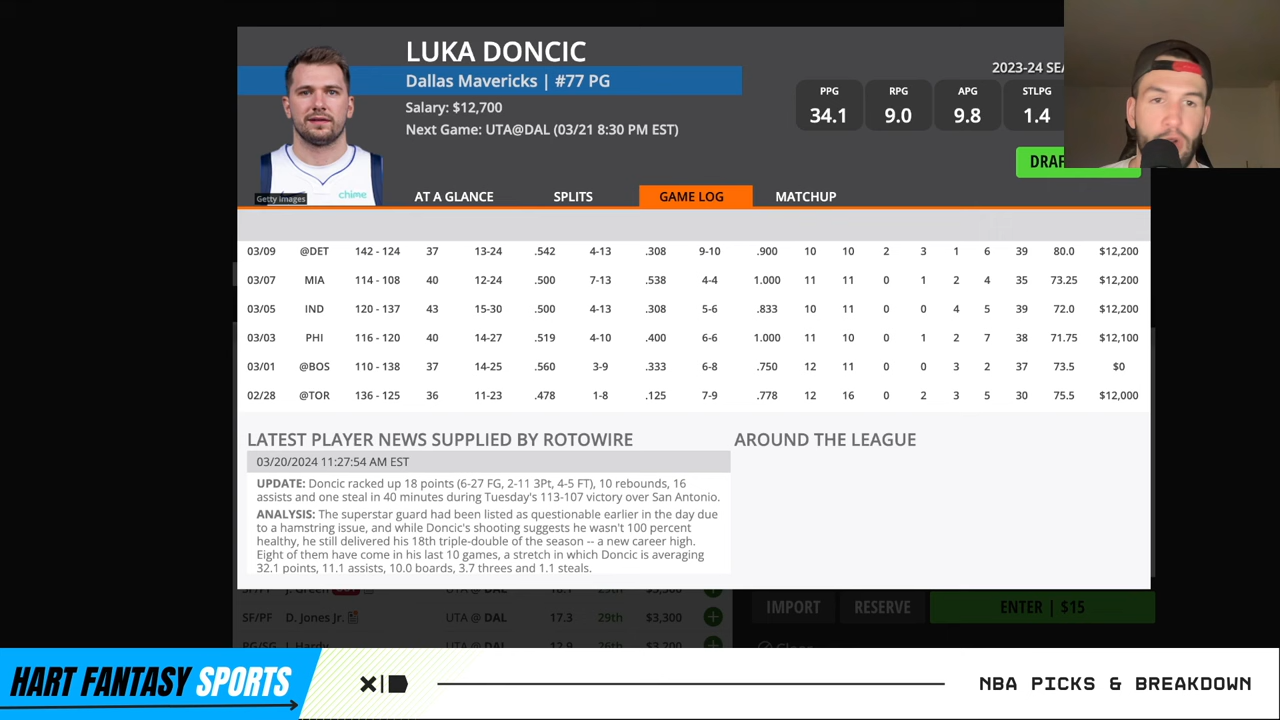 LUKA DONCIC
Dallas Mavericks | #77 PG
Salary: $12,700
Next Game: UTA@DAL (03/21 8:30 PM EST)
2023-24 SEA
PPG RPG APG STLPG
34.1 9.0 9.8 1.4
DRAF
Getty Images
chime
AT A GLANCE SPLITS GAME LOG MATCHUP
03/09 @DET 142 - 124 37 13-24 .542 4-13 .308 9-10 .900 10 10 2 3 1 6 39 80.0 $12,200
03/07 MIA 114 - 108 40 12-24 .500 7-13 .538 4-4 1.000 11 11 0 1 2 4 35 73.25 $12,200
03/05 IND 120 - 137 43 15-30 .500 4-13 .308 5-6 .833 10 11 0 0 4 5 39 72.0 $12,200
03/03 PHI 116 - 120 40 14-27 .519 4-10 .400 6-6 1.000 11 10 0 1 2 7 38 71.75 $12,100
03/01 @BOS 110 - 138 37 14-25 .560 3-9 .333 6-8 .750 12 11 0 0 3 2 37 73.5 $0
02/28 @TOR 136 - 125 36 11-23 .478 1-8 .125 7-9 .778 12 16 0 2 3 5 30 75.5 $12,000
LATEST PLAYER NEWS SUPPLIED BY ROTOWIRE
03/20/2024 11:27:54 AM EST
UPDATE: Doncic racked up 18 points (6-27 FG, 2-11 3Pt, 4-5 FT), 10 rebounds, 16
assists and one steal in 40 minutes during Tuesday's 113-107 victory over San Antonio.
ANALYSIS: The superstar guard had been listed as questionable earlier in the day due
to a hamstring issue, and while Doncic's shooting suggests he wasn't 100 percent
healthy, he still delivered his 18th triple-double of the season -- a new career high.
Eight of them have come in his last 10 games, a stretch in which Doncic is averaging
32.1 points, 11.1 assists, 10.0 boards, 3.7 threes and 1.1 steals.
AROUND THE LEAGUE
SF/PF D. Jones Jr. UTA @ DAL 17.3 29th $3,300
IMPORT RESERVE ENTER | $15
HART FANTASY SPORTS
NBA PICKS & BREAKDOWN